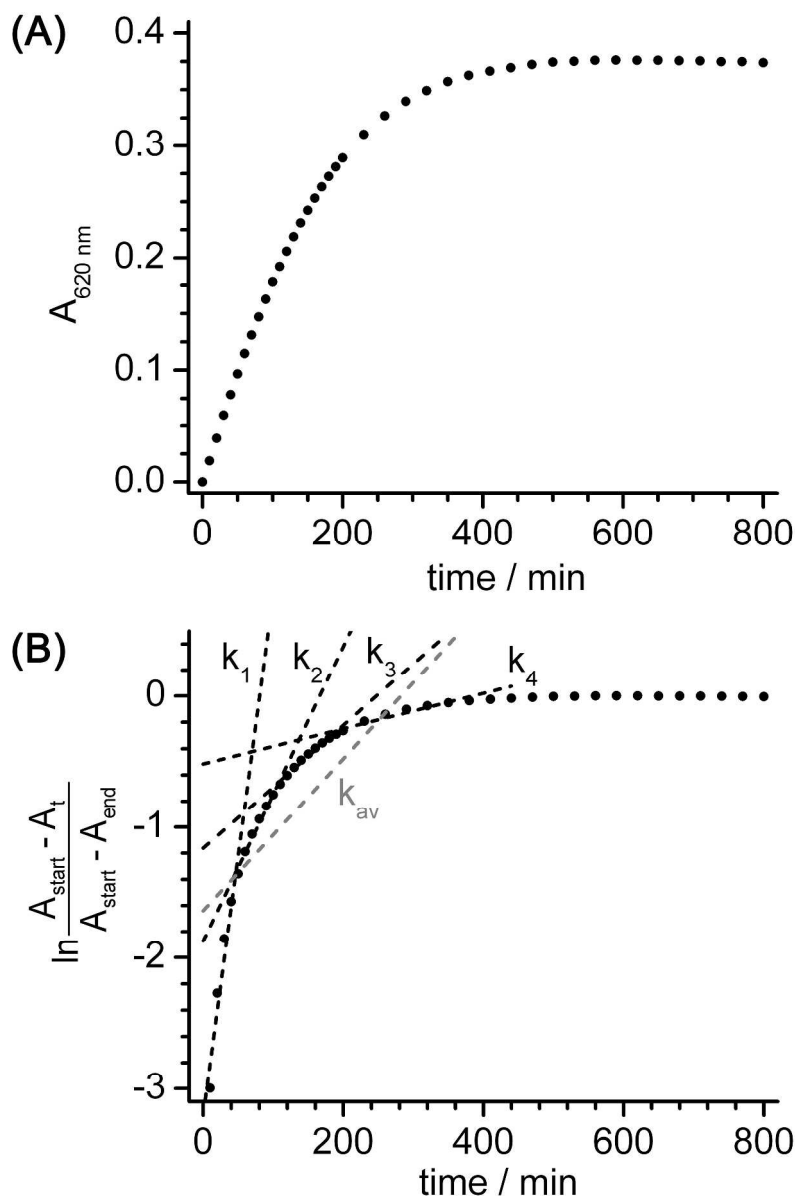 (A)
0.4
0.3
0.2
0.1
0.0
A620 nm
0 200 400 600 800
time / min
(B)
k1 k2 k3 k4
kav
0
-1
-2
-3
ln Astart - At
Astart - Aend
0 200 400 600 800
time / min